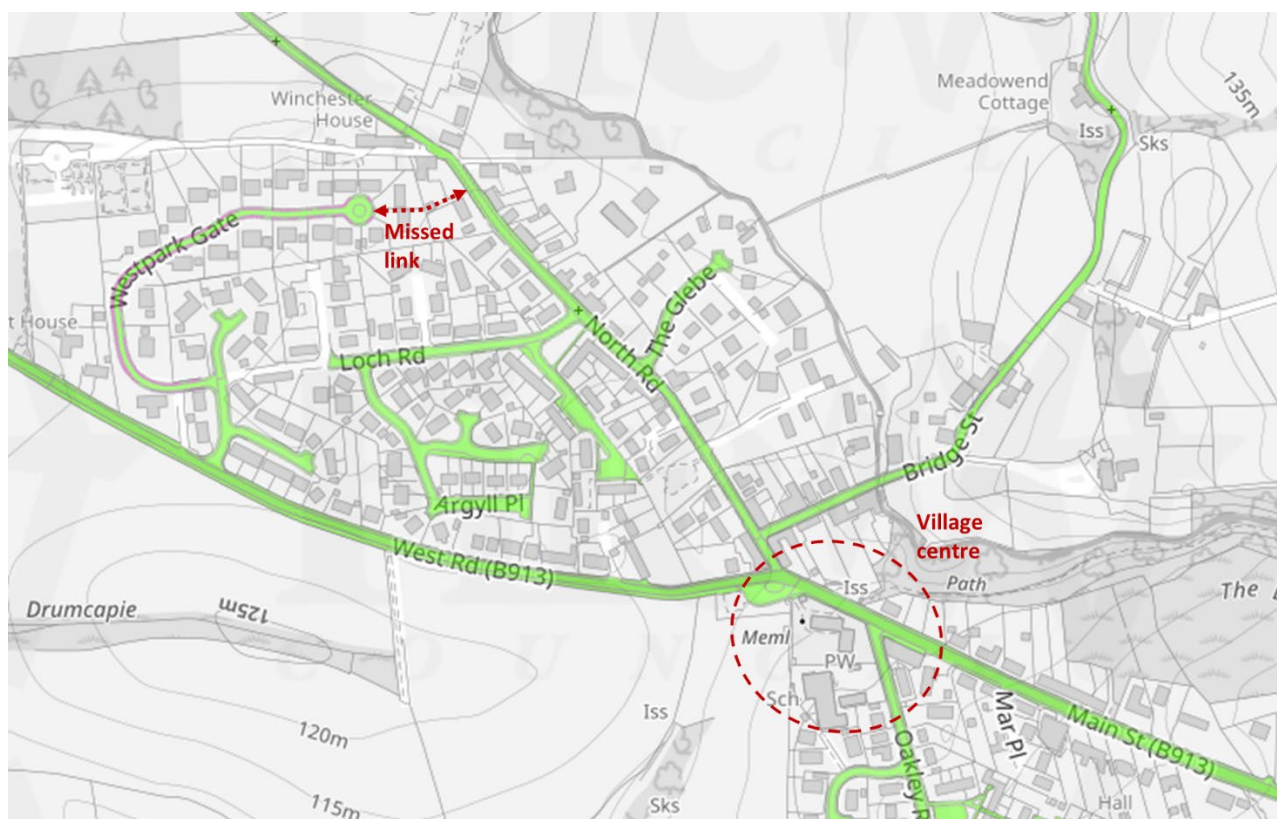 Winchester
House
Meadowend
Cottage
135m
Iss
Sks
Westpark Gate
Missed
link
t House
Loch Rd
North Rd
The Glebe
Argyll Pl
Bridge St
West Rd (B913)
Village
centre
Path
The
Iss
Drumcapie
125m
Meml
PW
Sch
Iss
120m
Mar Pl
Main St (B913)
Oakley R
115m
Sks
Hall
COUNCIL
COUNC